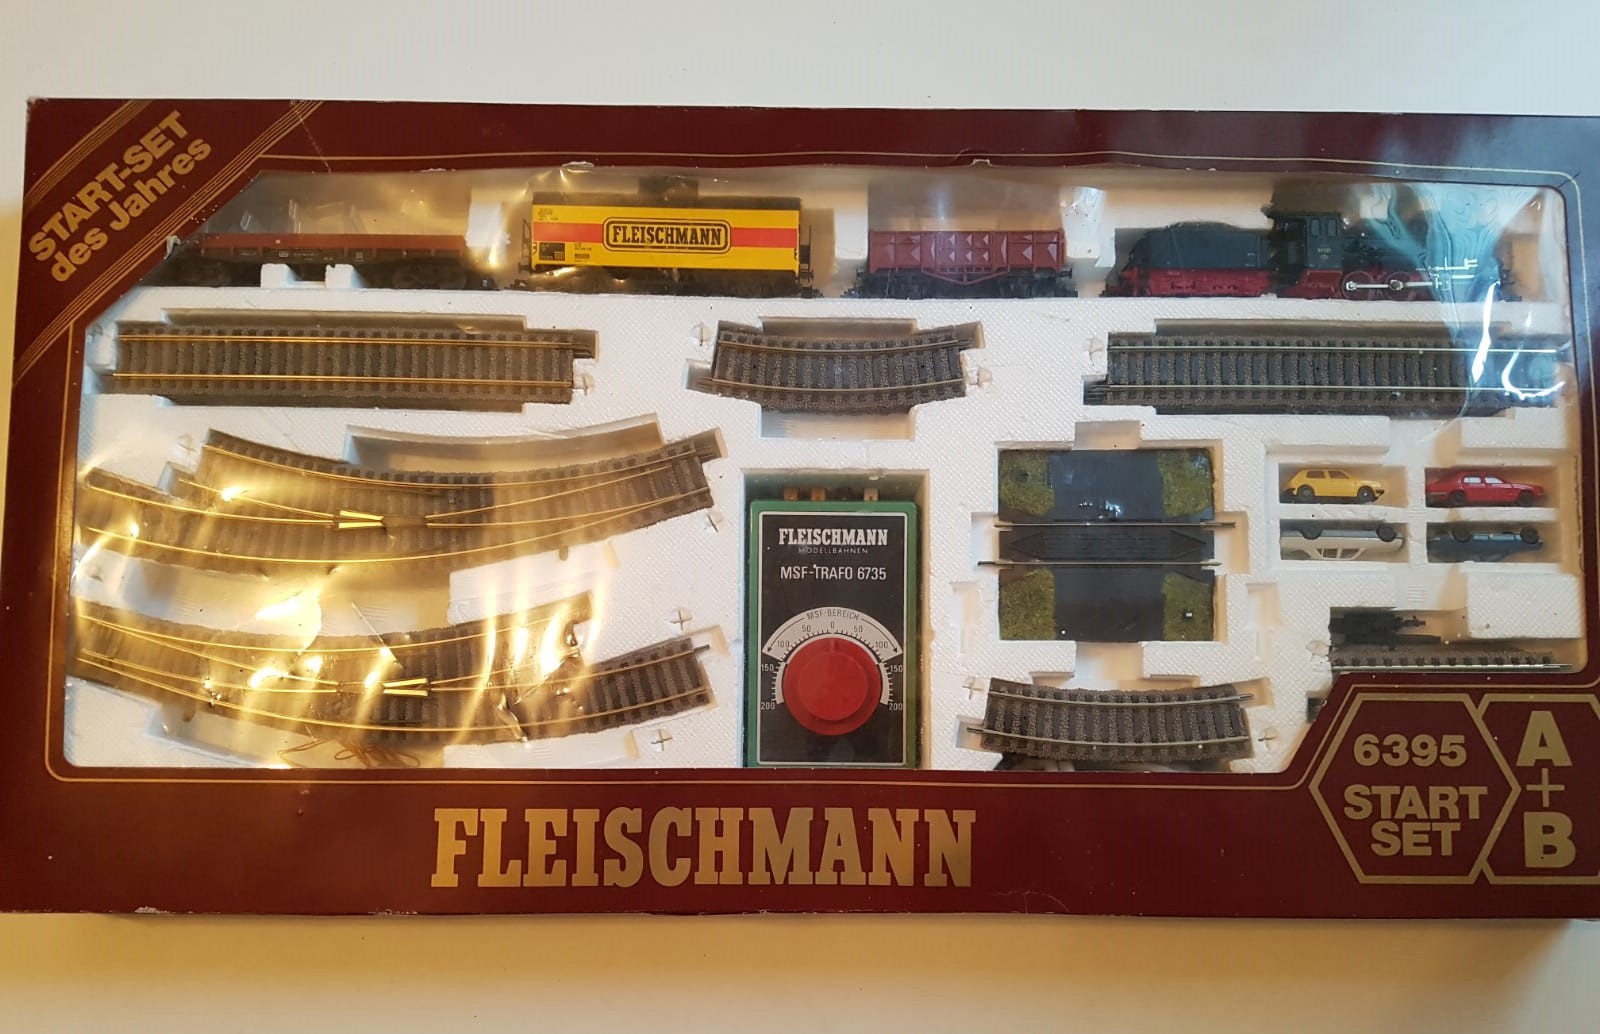 START-SET
des Jahres
FLEISCHMANN
FLEISCHMANN
MODELLBAHNEN
MSF-TRAFO 6735
MSF-BEREICH
200 150 100 50 0 50 100 150 200
6395
START
SET
A
+
B
FLEISCHMANN